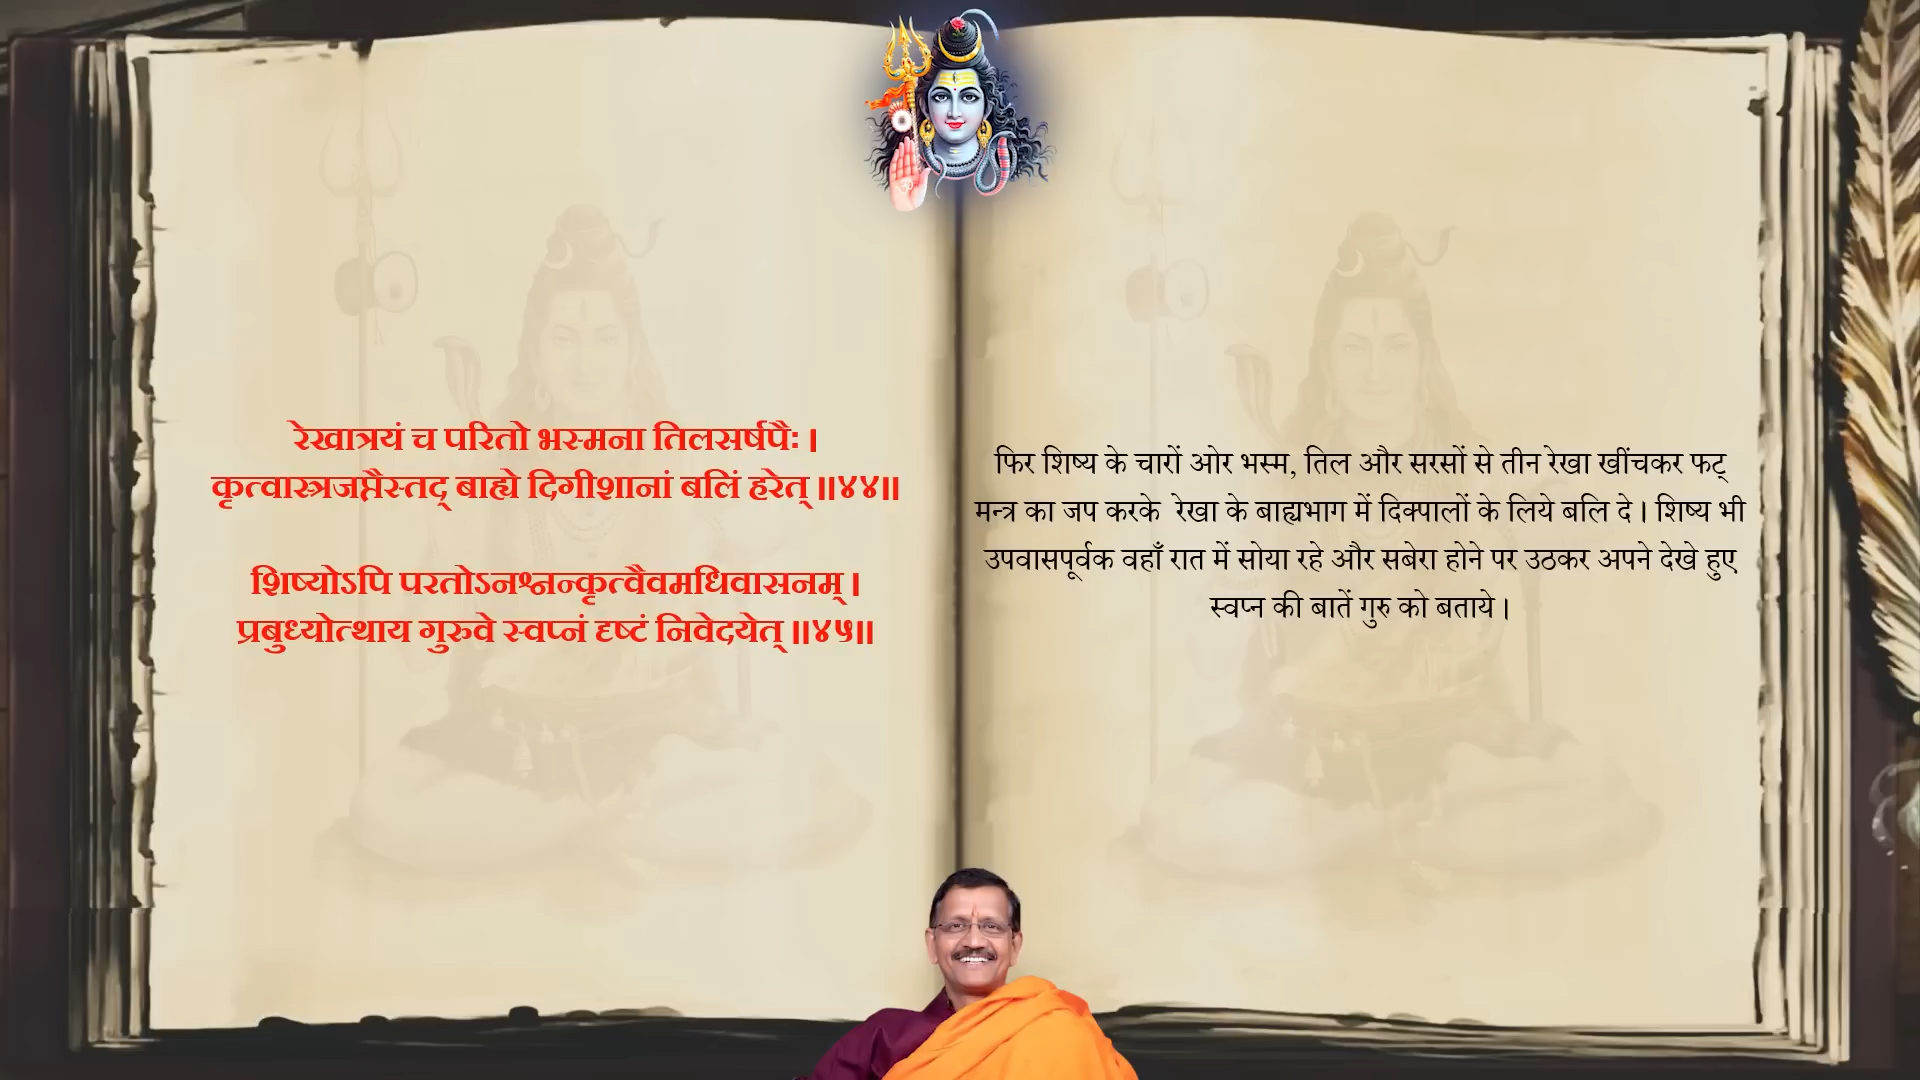 रेखात्रयं च परितो भस्मना तिलसर्षपैः ।
कृत्वास्त्रजप्तैस्तद् बाह्ये दिगीशानां बलिं हरेत् ॥४४॥
शिष्योऽपि परतोऽनश्नन्कृत्वैवमधिवासनम् ।
प्रबुध्योत्थाय गुरुवे स्वप्नं दृष्टं निवेदयेत् ॥४५॥
फिर शिष्य के चारों ओर भस्म, तिल और सरसों से तीन रेखा खींचकर फट्
मन्त्र का जप करके रेखा के बाह्यभाग में दिक्पालों के लिये बलि दे । शिष्य भी
उपवासपूर्वक वहाँ रात में सोया रहे और सबेरा होने पर उठकर अपने देखे हुए
स्वप्न की बातें गुरु को बताये ।